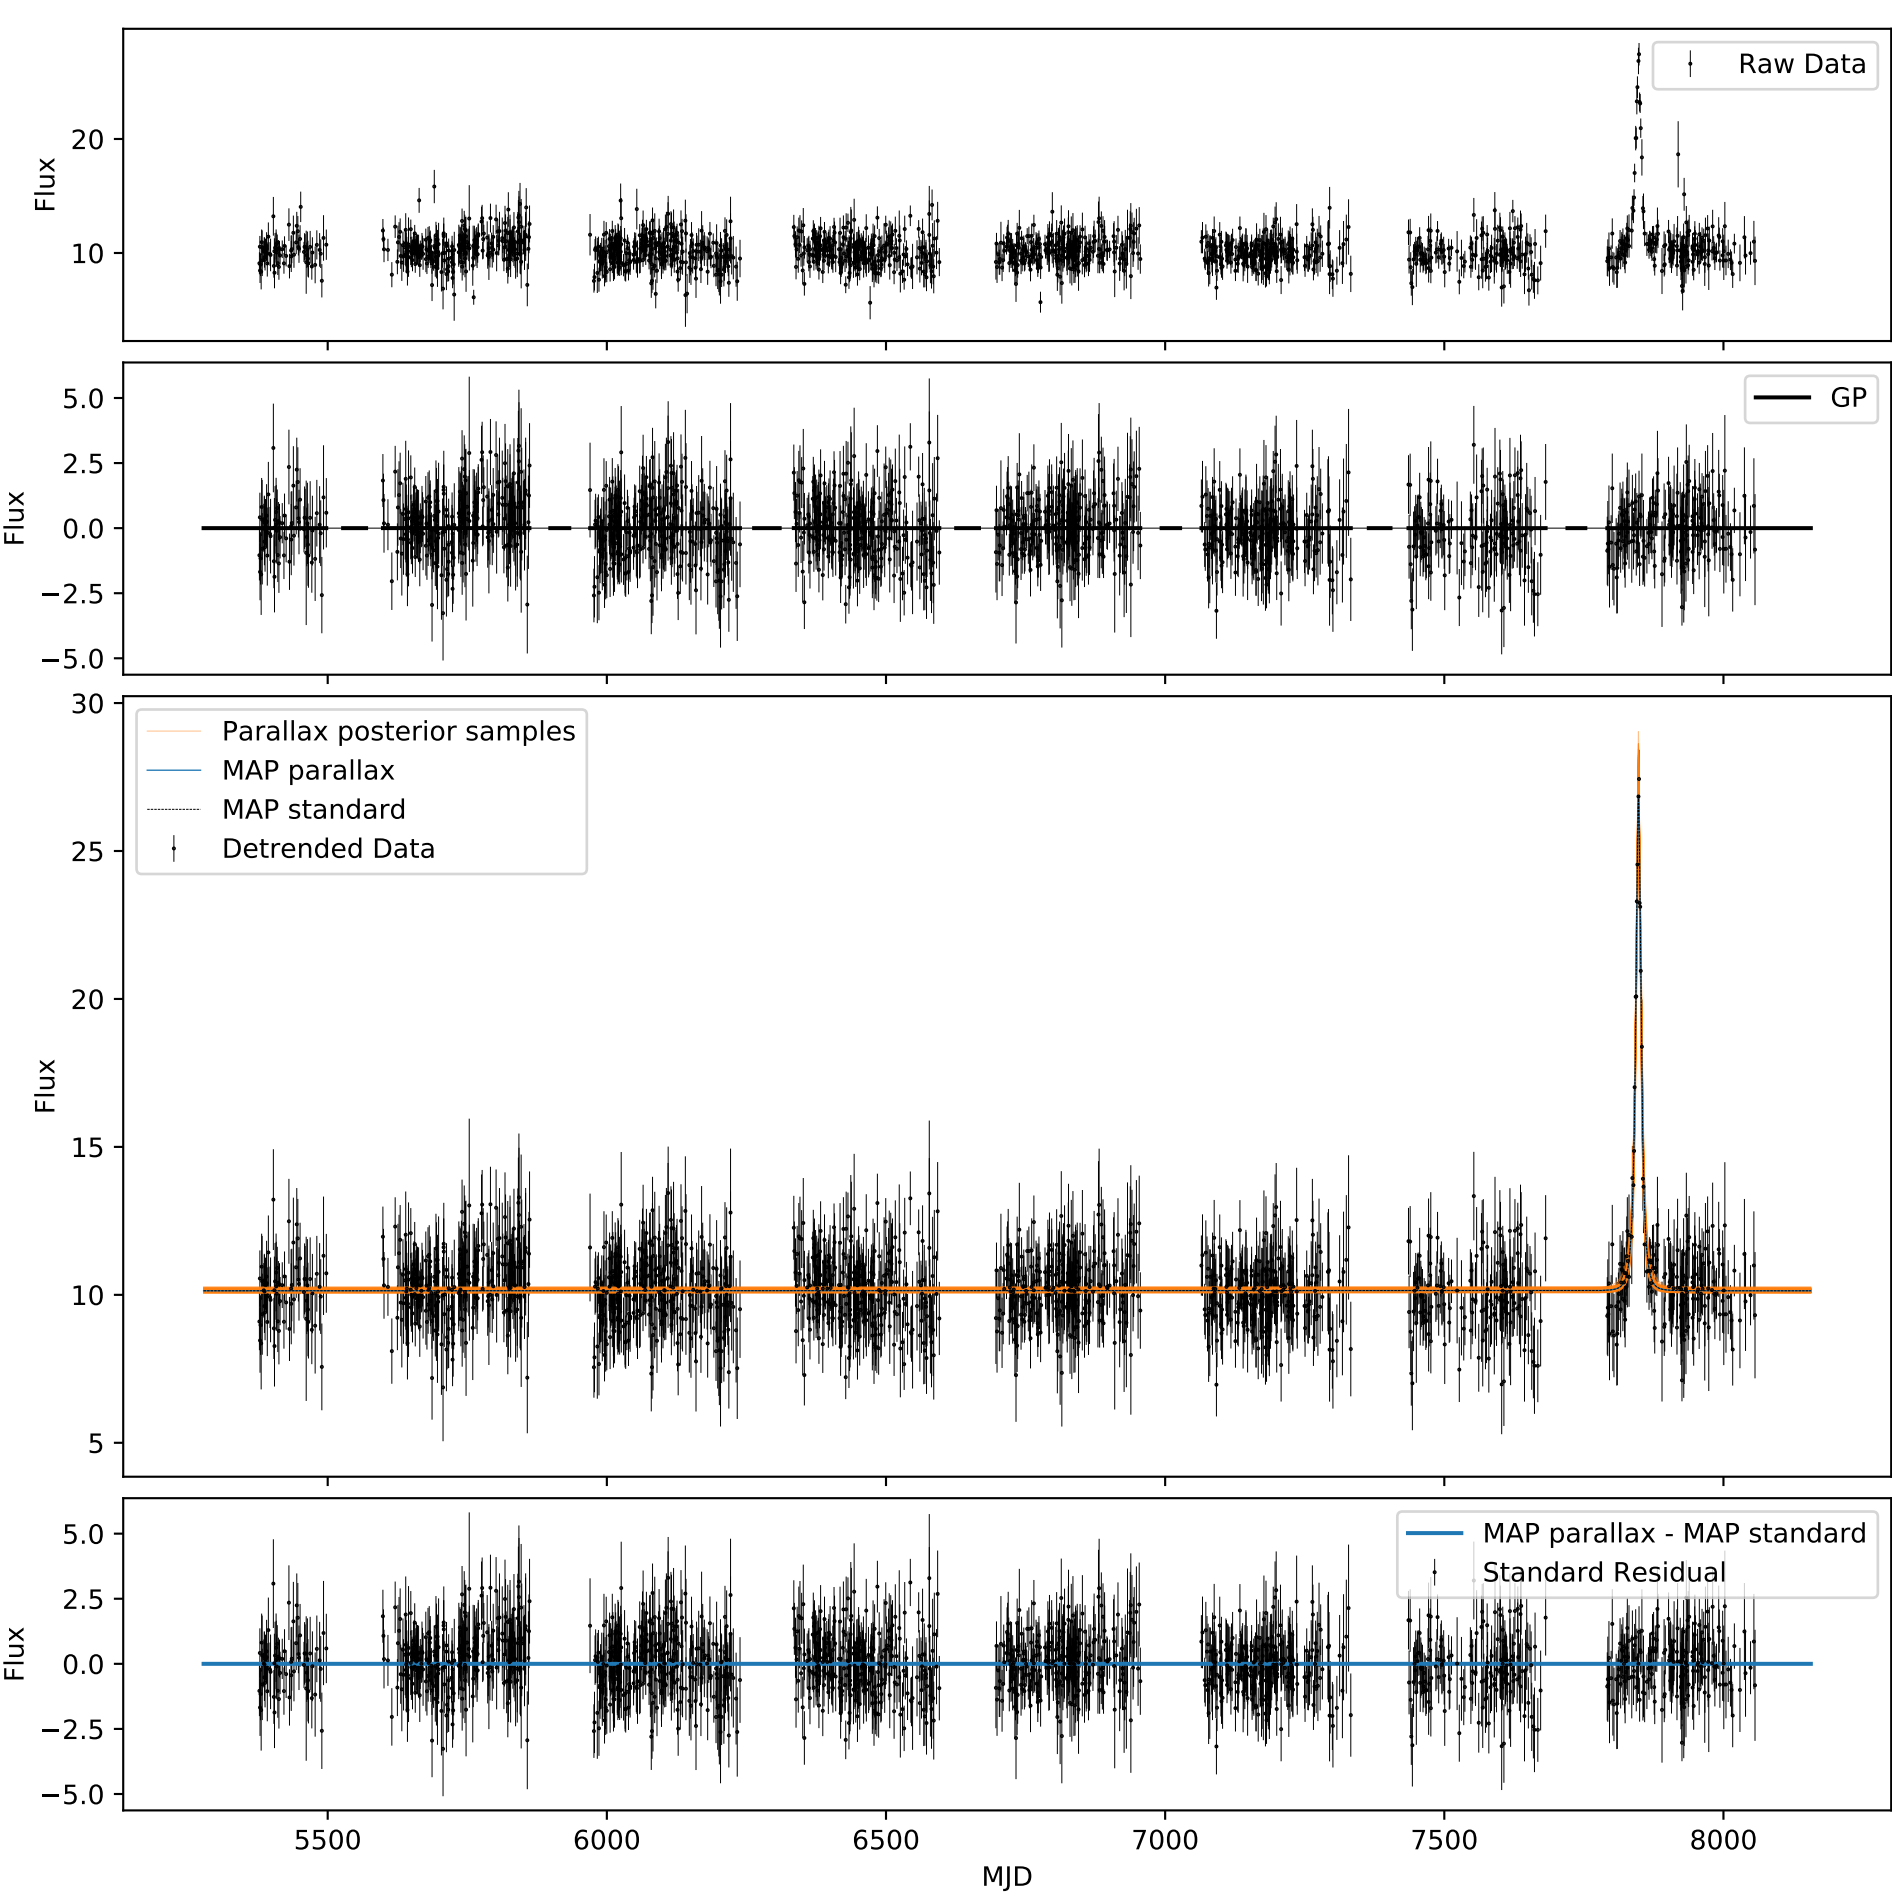 Flux
20
10
Raw Data
Flux
5.0
2.5
0.0
−2.5
−5.0
GP
Flux
30
25
20
15
10
5
Parallax posterior samples
MAP parallax
MAP standard
Detrended Data
Flux
5.0
2.5
0.0
−2.5
−5.0
MAP parallax - MAP standard
Standard Residual
5500 6000 6500 7000 7500 8000
MJD